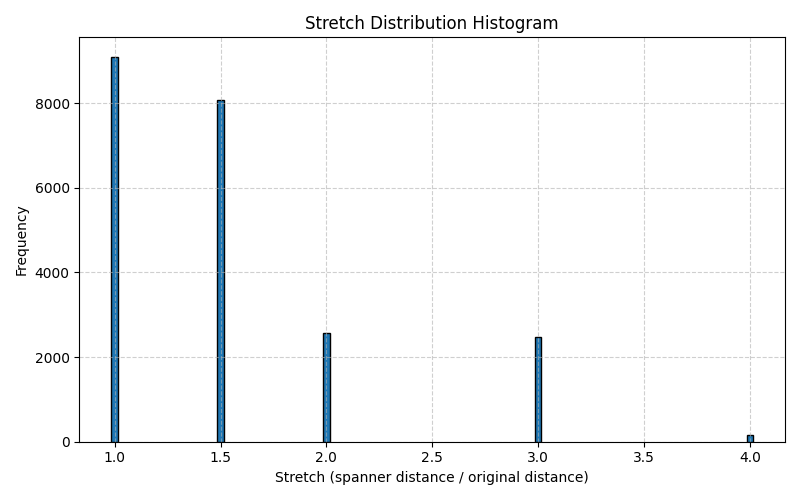 Stretch Distribution Histogram
Frequency
8000
6000
4000
2000
0
1.0 1.5 2.0 2.5 3.0 3.5 4.0
Stretch (spanner distance / original distance)